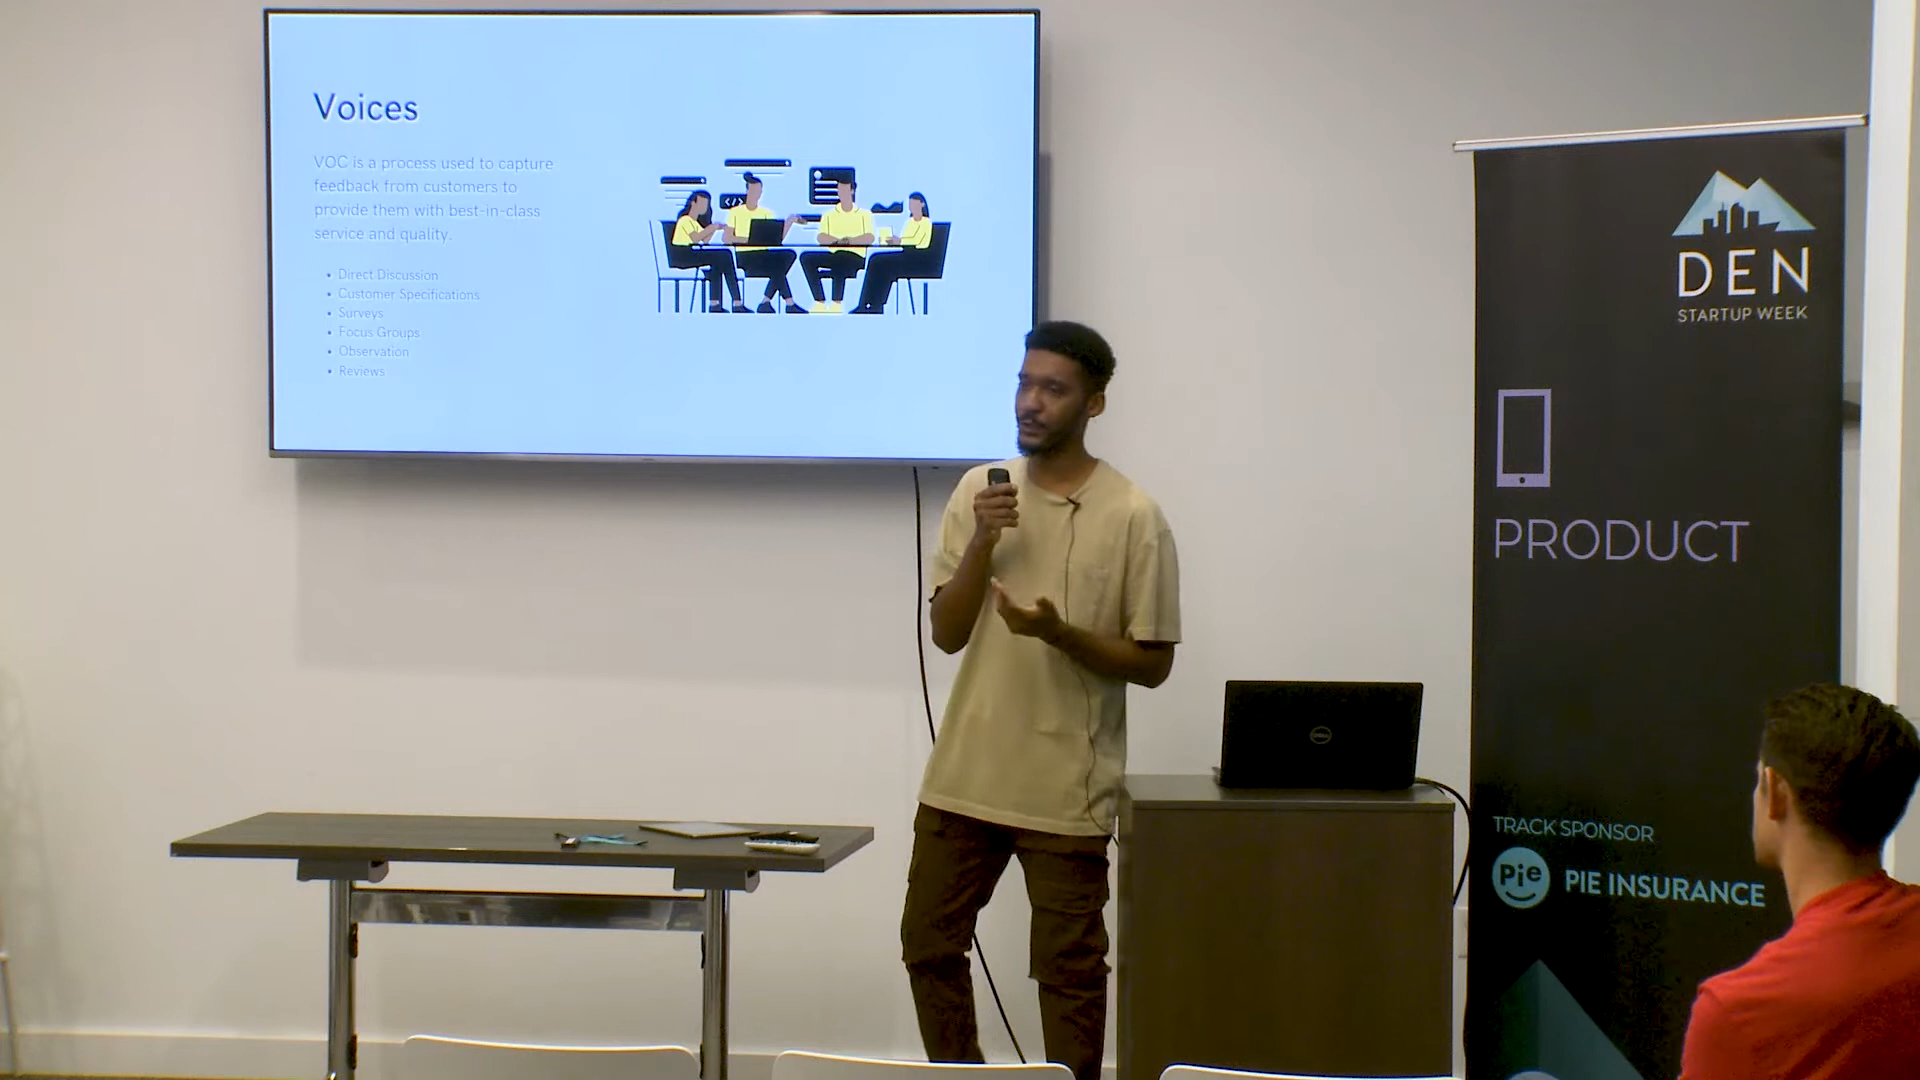 Voices
VOC is a process used to capture
feedback from customers to
provide them with best-in-class
service and quality.
• Direct Discussion
• Customer Specifications
• Surveys
• Focus Groups
• Observation
• Reviews
</>
DEN
STARTUP WEEK
PRODUCT
TRACK SPONSOR
Pie PIE INSURANCE
DELL